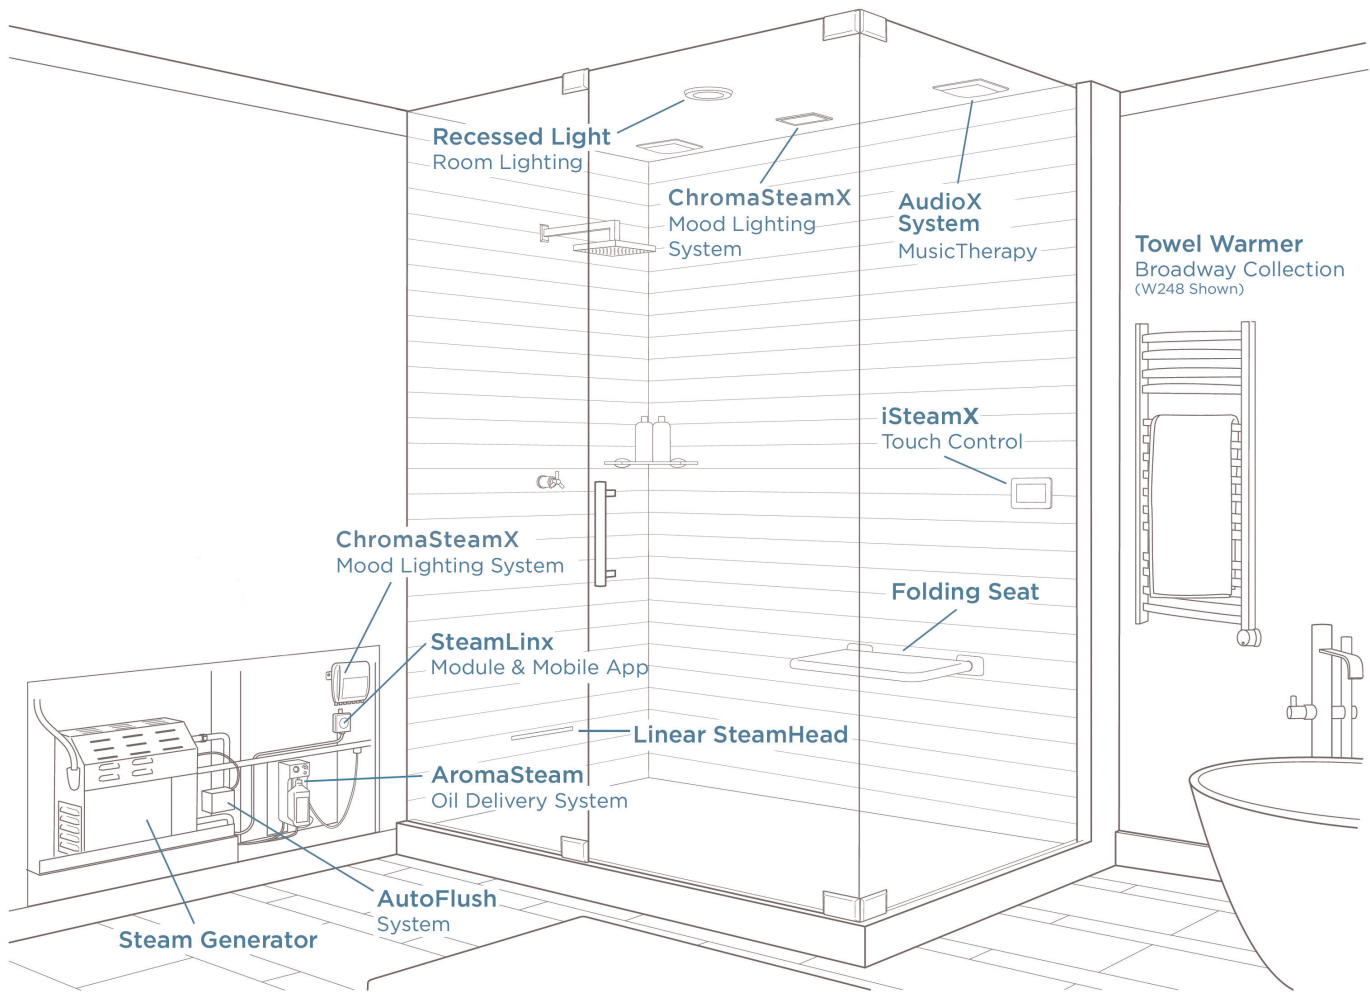 Recessed Light
Room Lighting
ChromaSteamX
Mood Lighting
System
AudioX
System
MusicTherapy
Towel Warmer
Broadway Collection
(W248 Shown)
iSteamX
Touch Control
ChromaSteamX
Mood Lighting System
Folding Seat
SteamLinx
Module & Mobile App
Linear SteamHead
AromaSteam
Oil Delivery System
AutoFlush
System
Steam Generator